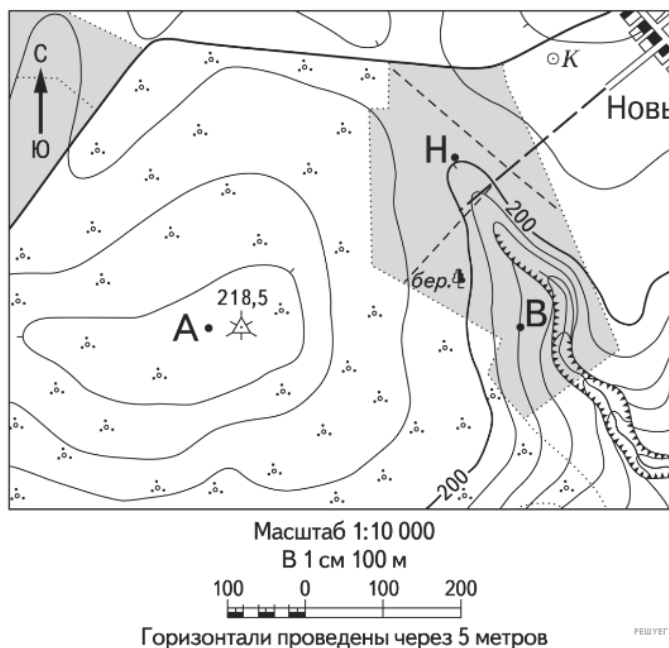 С
К
Новы
Ю
Н
200
бер.
218,5
А
В
200
Масштаб 1:10 000
В 1 см 100 м
100 0 100 200
Горизонтали проведены через 5 метров